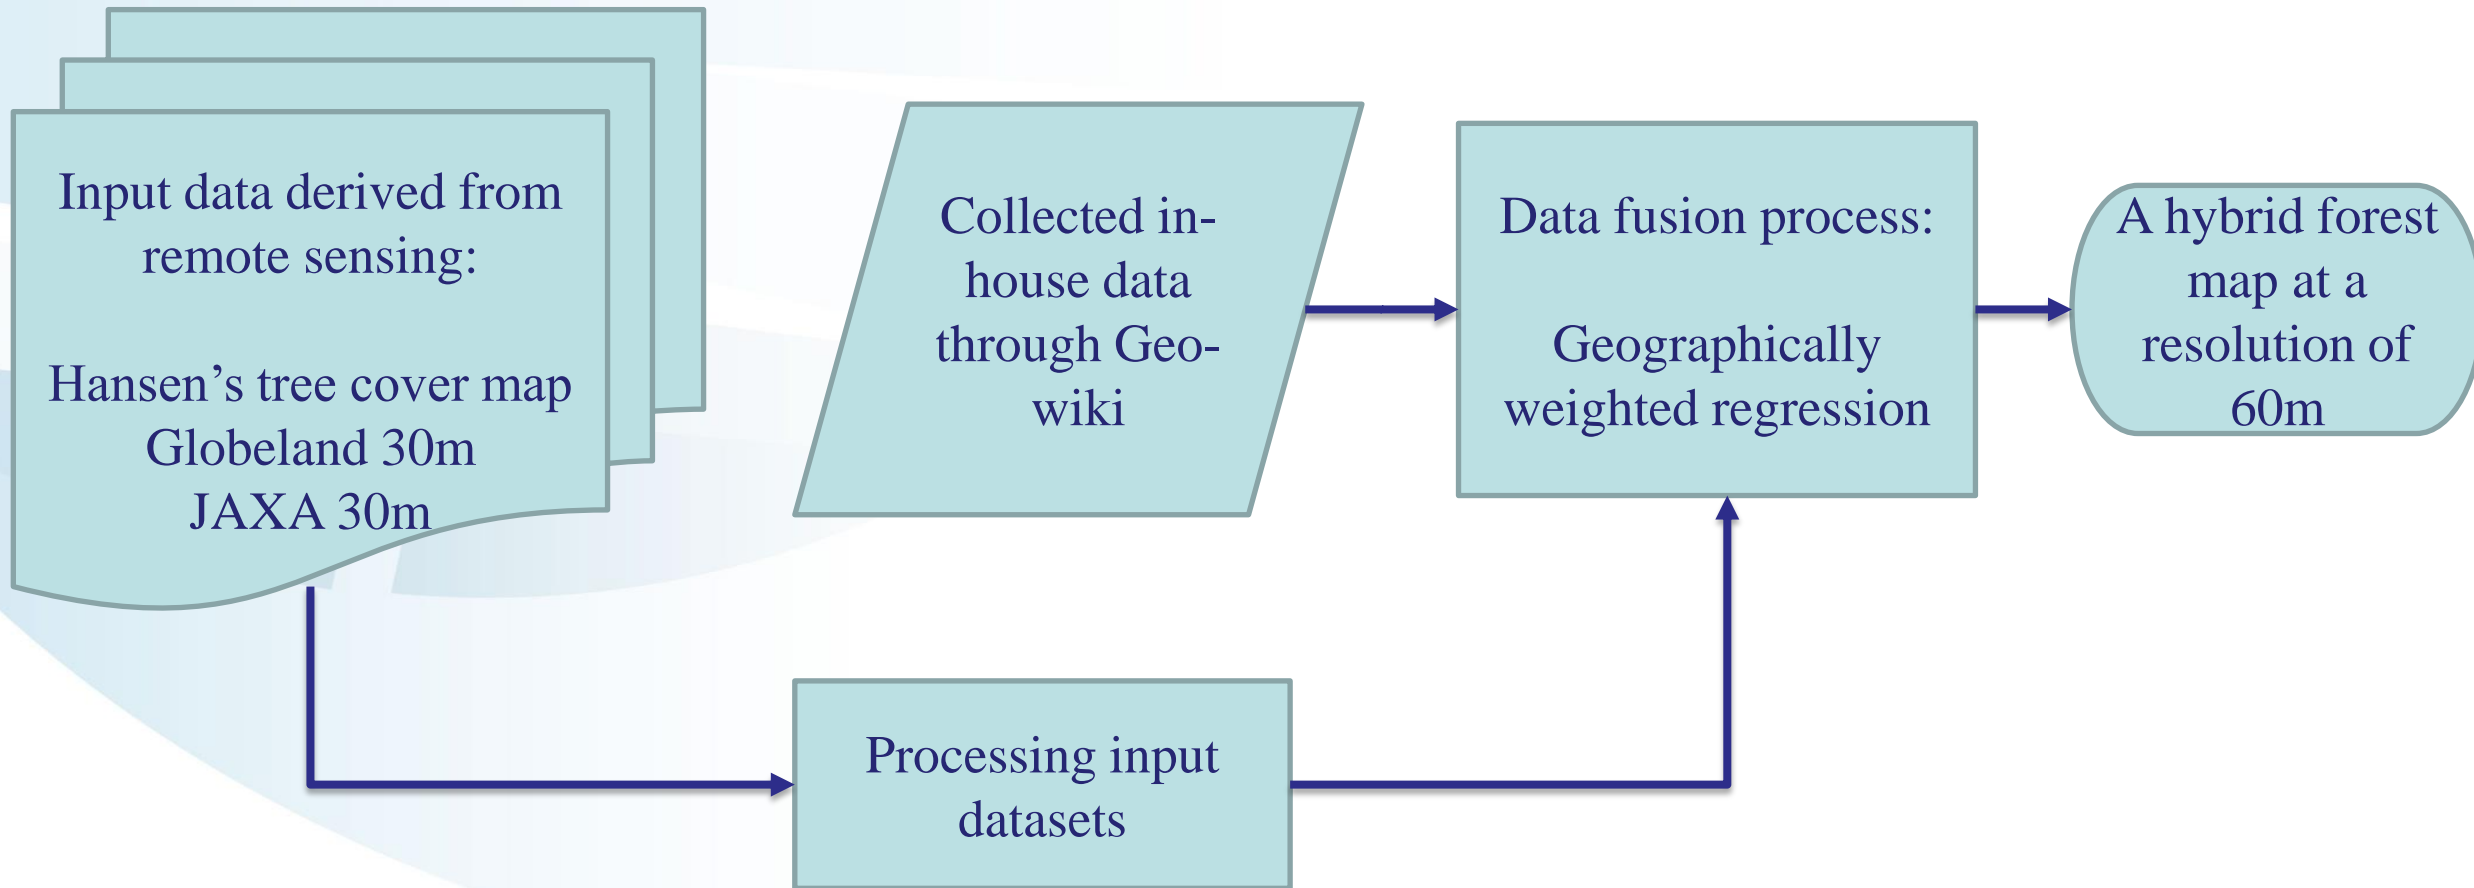 Input data derived from
remote sensing:
Hansen’s tree cover map
Globeland 30m
JAXA 30m
Collected in-
house data
through Geo-
wiki
Data fusion process:
Geographically
weighted regression
A hybrid forest
map at a
resolution of
60m
Processing input
datasets